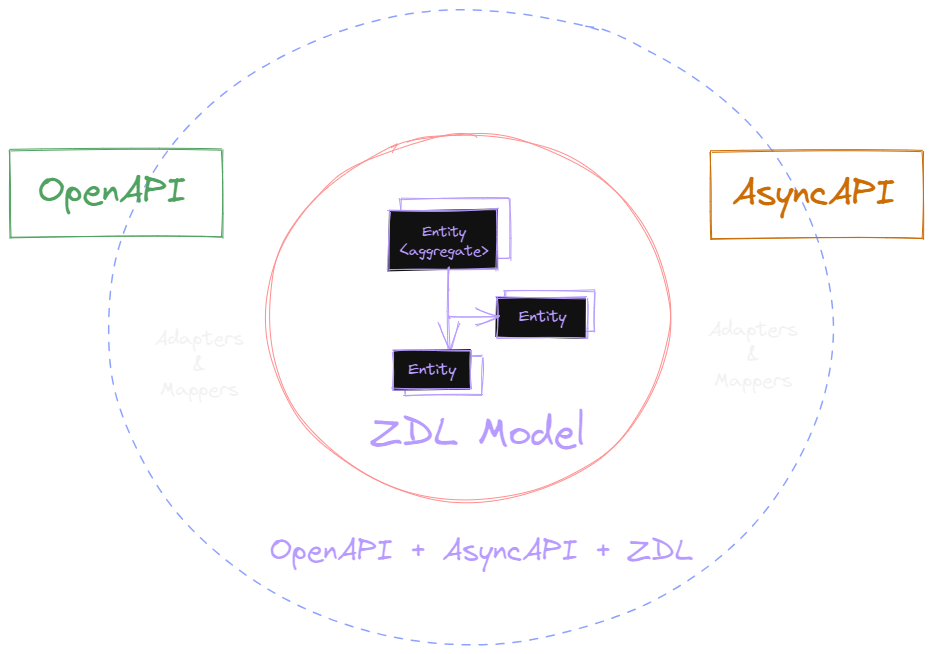 OpenAPI
AsyncAPI
Entity
<aggregate>
Entity
Entity
Adapters
&
Mappers
Adapters
&
Mappers
ZDL Model
OpenAPI + AsyncAPI + ZDL